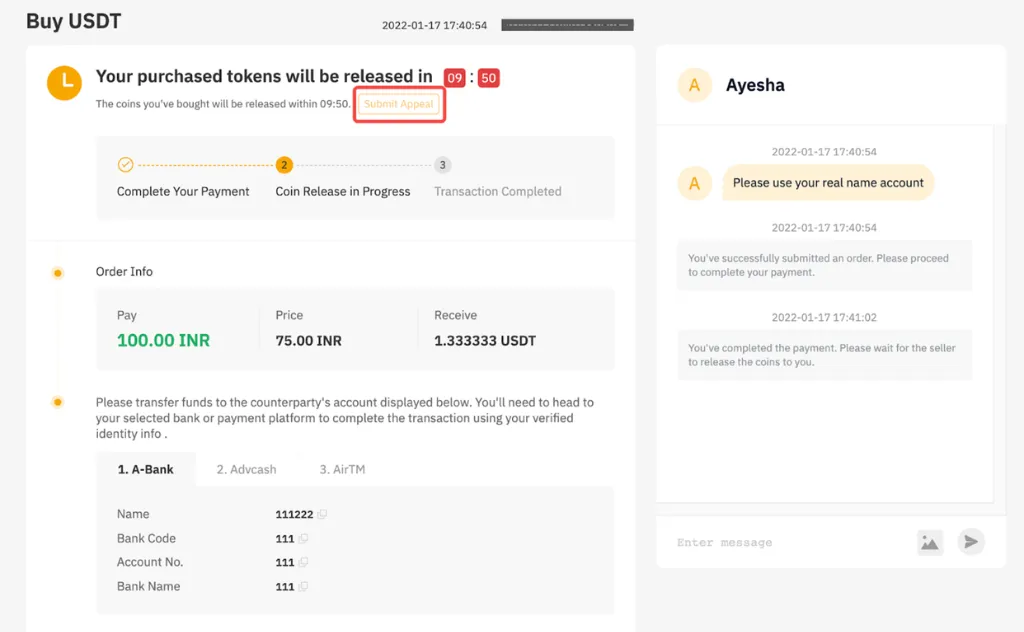 Buy USDT
2022-01-17 17:40:54
Your purchased tokens will be released in 09 : 50
The coins you've bought will be released within 09:50. Submit Appeal
2 3
Complete Your Payment Coin Release in Progress Transaction Completed
Order Info
Pay Price Receive
100.00 INR 75.00 INR 1.333333 USDT
Please transfer funds to the counterparty's account displayed below. You'll need to head to
your selected bank or payment platform to complete the transaction using your verified
identity info .
1. A-Bank 2. Advcash 3. AirTM
Name 111222
Bank Code 111
Account No. 111
Bank Name 111
A Ayesha
2022-01-17 17:40:54
A Please use your real name account
2022-01-17 17:40:54
You've successfully submitted an order. Please proceed
to complete your payment.
2022-01-17 17:41:02
You've completed the payment. Please wait for the seller
to release the coins to you.
Enter message